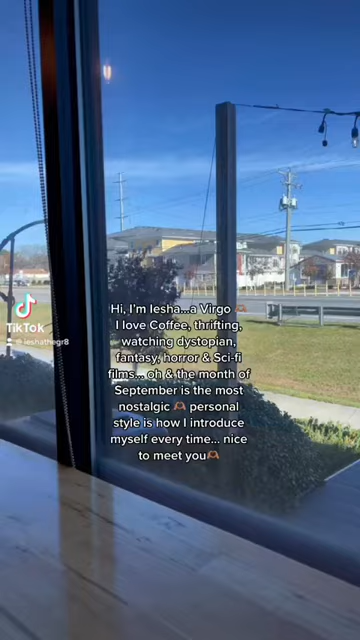 Hi, I'm Iesha...a Virgo 🫶🏾
I love Coffee, thrifting,
watching dystopian,
fantasy, horror & Sci-fi
films... oh & the month of
September is the most
nostalgic 🫶🏾 personal
style is how I introduce
myself every time... nice
to meet you🫶🏾
TikTok
@ ieshathegr8